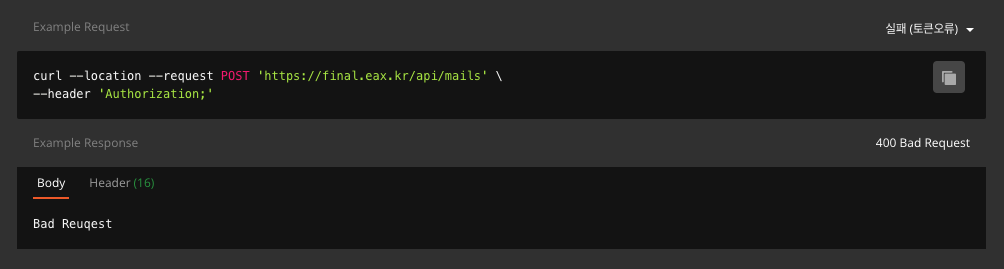 Example Request
실패 (토큰오류)
curl --location --request POST 'https://final.eax.kr/api/mails' \
--header 'Authorization;'
Example Response
400 Bad Request
Body Header (16)
Bad Reuqest